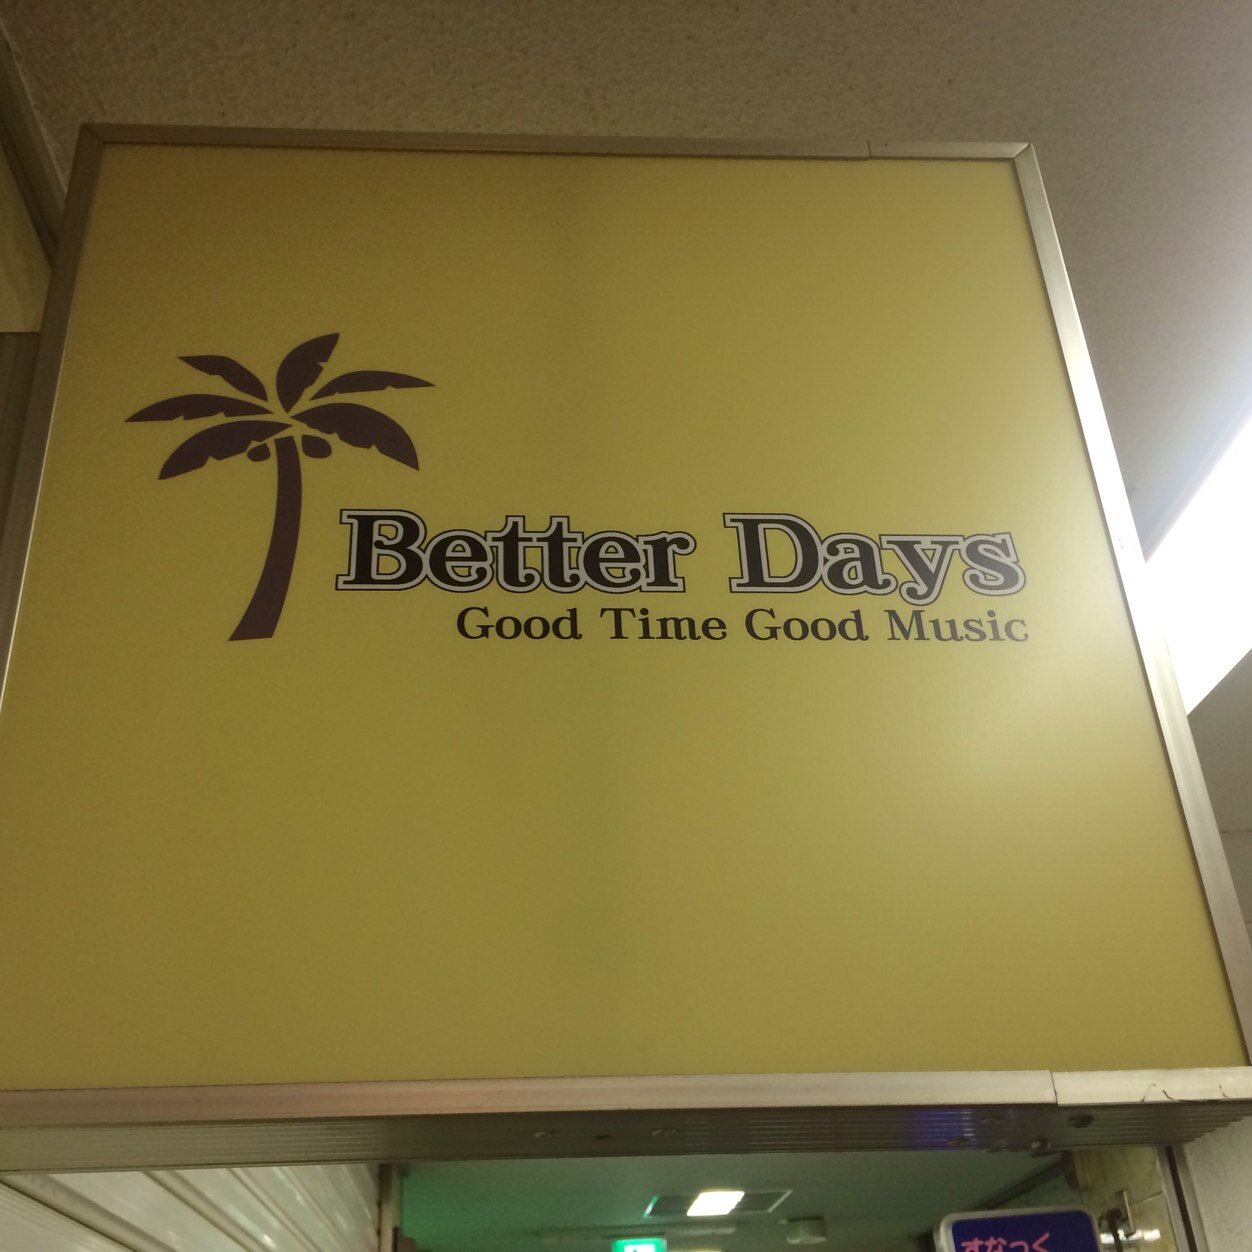 Better Days
Good Time Good Music
すなっく